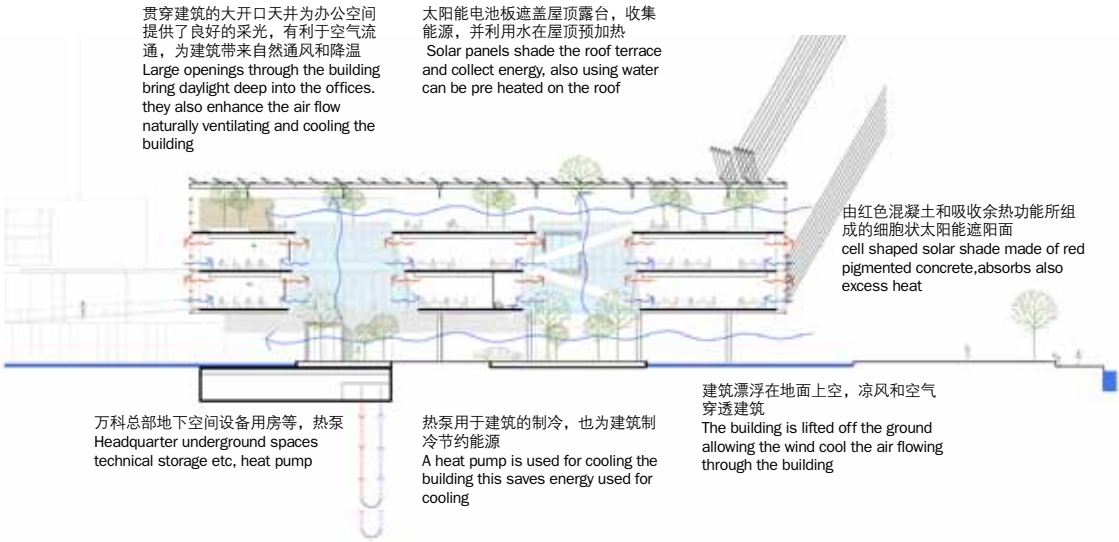 贯穿建筑的大开口天井为办公空间
提供了良好的采光，有利于空气流
通，为建筑带来自然通风和降温
Large openings through the building
bring daylight deep into the offices.
they also enhance the air flow
naturally ventilating and cooling the
building
太阳能电池板遮盖屋顶露台，收集
能源，并利用水在屋顶预加热
Solar panels shade the roof terrace
and collect energy, also using water
can be pre heated on the roof
由红色混凝土和吸收余热功能所组
成的细胞状太阳能遮阳面
cell shaped solar shade made of red
pigmented concrete,absorbs also
excess heat
万科总部地下空间设备用房等，热泵
Headquarter underground spaces
technical storage etc, heat pump
热泵用于建筑的制冷，也为建筑制
冷节约能源
A heat pump is used for cooling the
building this saves energy used for
cooling
建筑漂浮在地面上空，凉风和空气
穿透建筑
The building is lifted off the ground
allowing the wind cool the air flowing
through the building